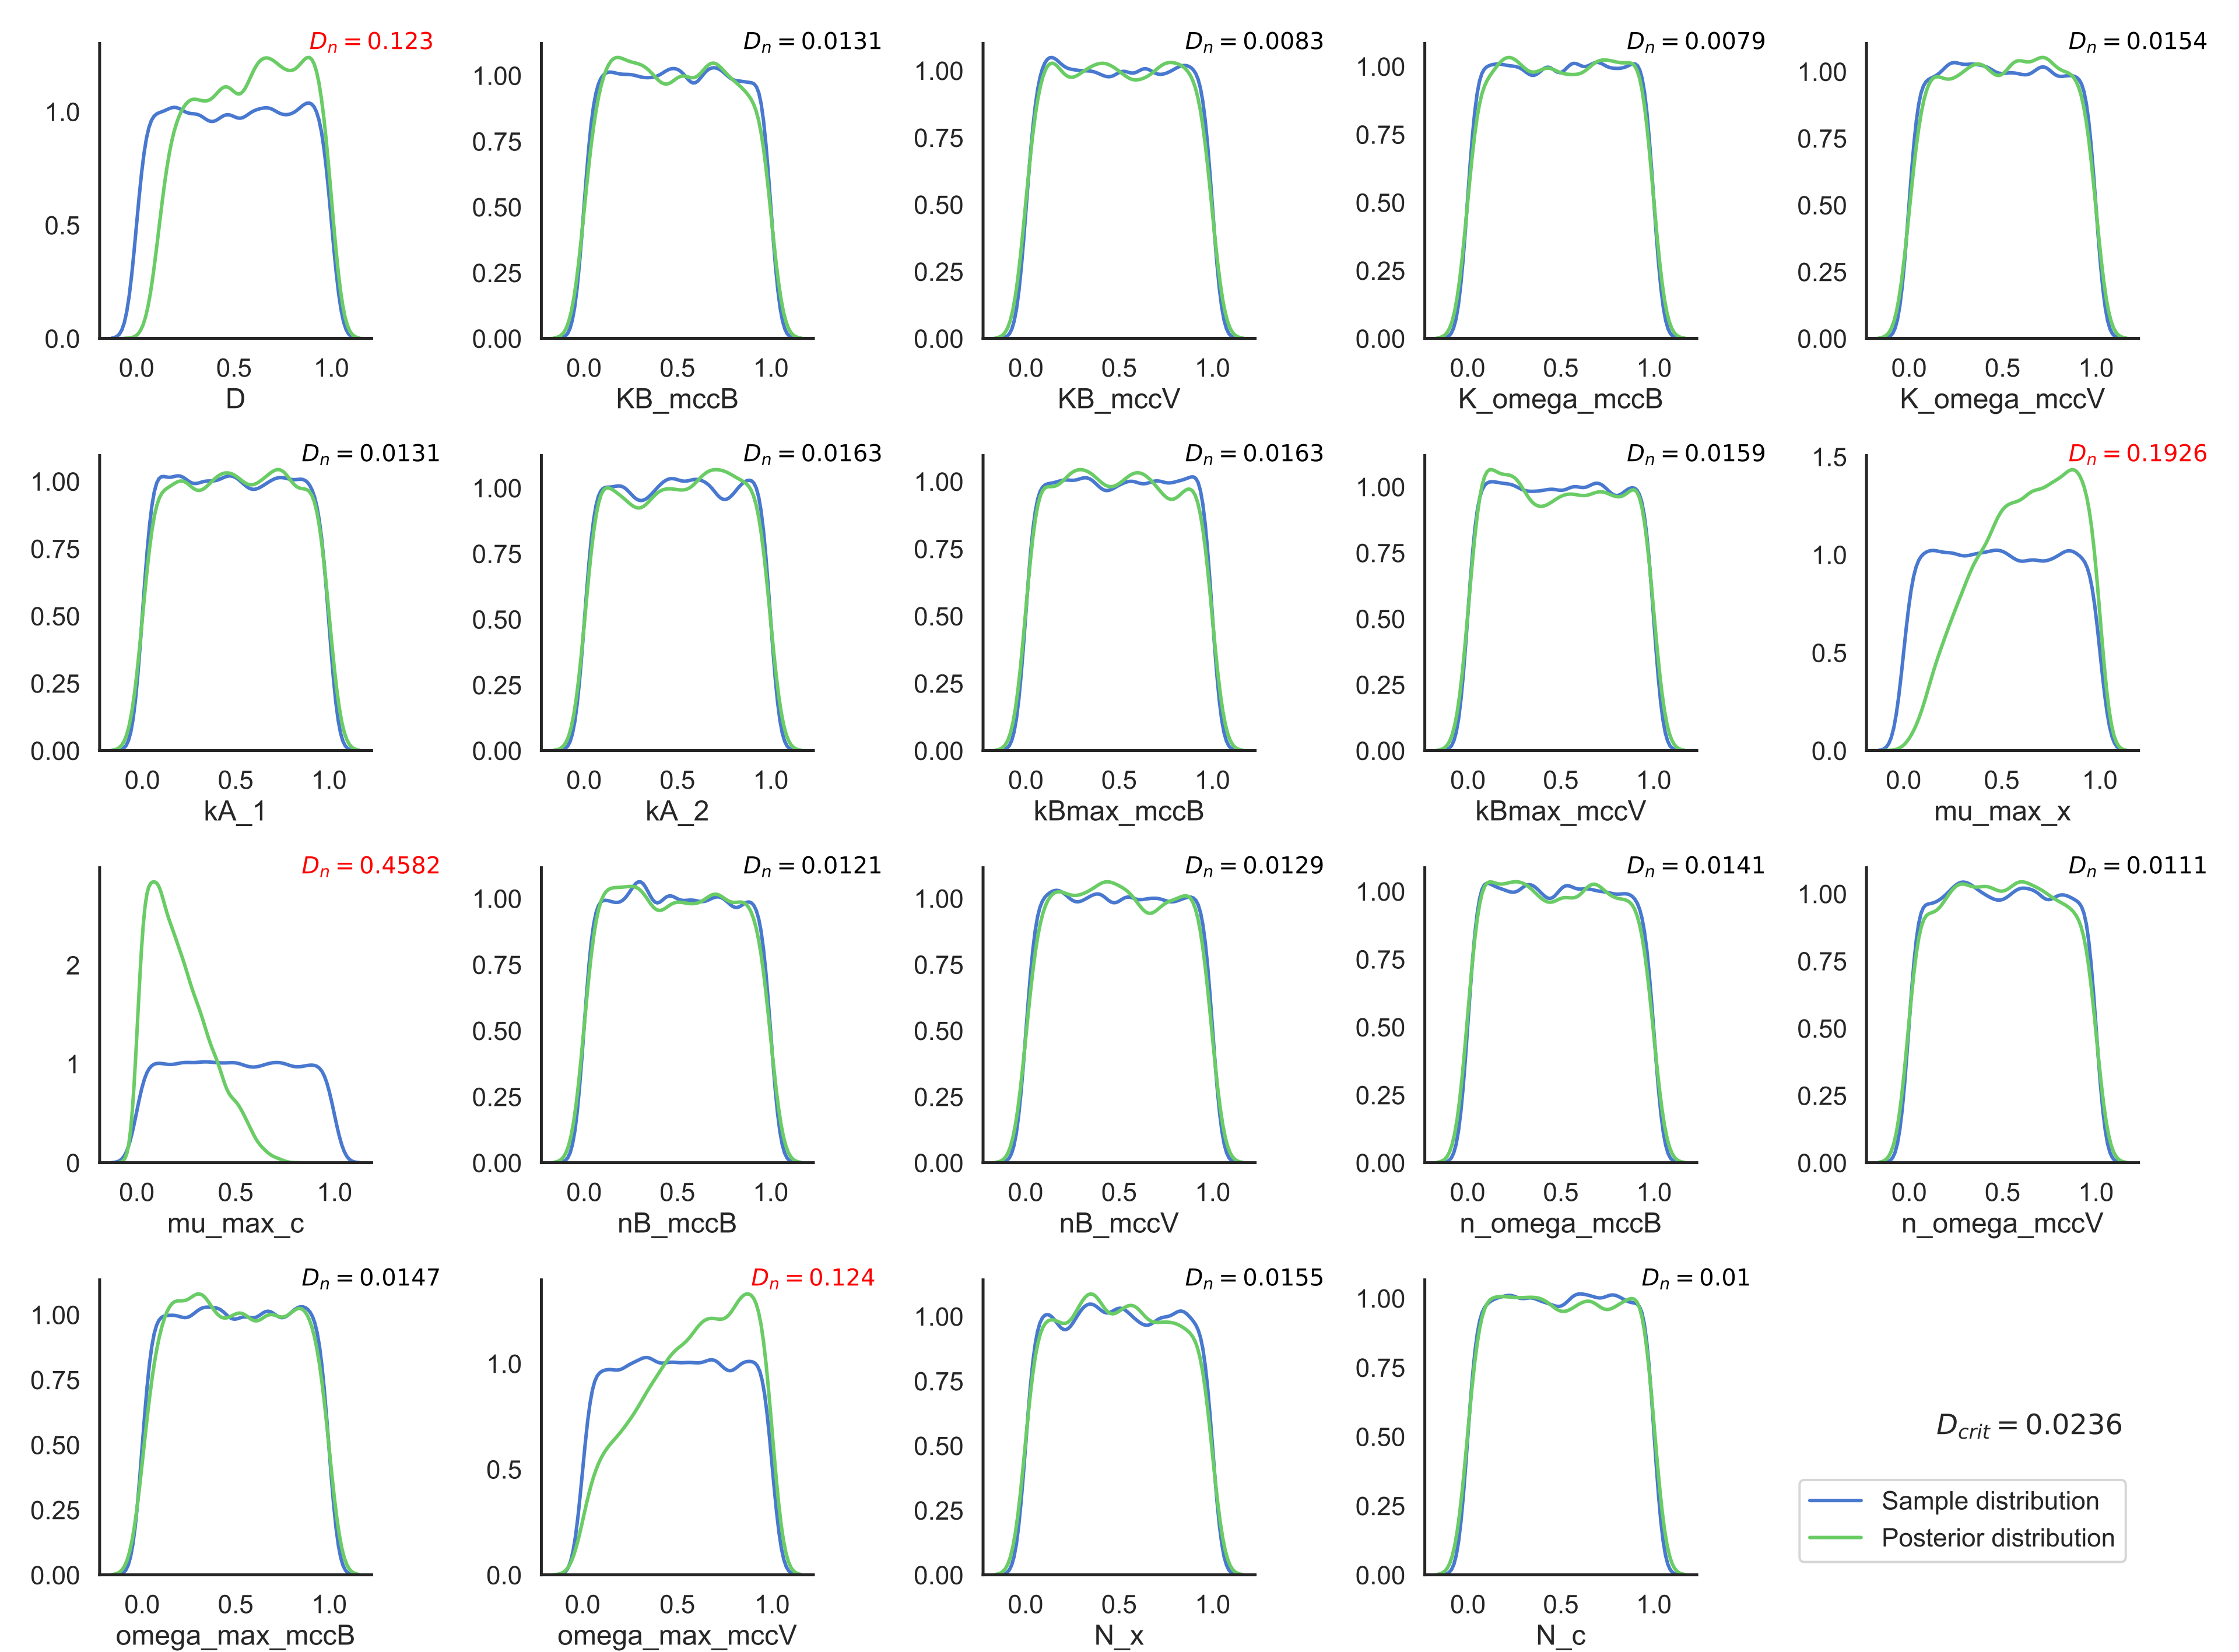 D_n = 0.123
D_n = 0.0131
D_n = 0.0083
D_n = 0.0079
D_n = 0.0154
1.0
0.5
0.0
1.00
0.75
0.50
0.25
0.00
1.00
0.75
0.50
0.25
0.00
1.00
0.75
0.50
0.25
0.00
1.00
0.75
0.50
0.25
0.00
0.0 0.5 1.0
0.0 0.5 1.0
0.0 0.5 1.0
0.0 0.5 1.0
0.0 0.5 1.0
D
KB_mccB
KB_mccV
K_omega_mccB
K_omega_mccV
D_n = 0.0131
D_n = 0.0163
D_n = 0.0163
D_n = 0.0159
D_n = 0.1926
1.00
0.75
0.50
0.25
0.00
1.00
0.75
0.50
0.25
0.00
1.00
0.75
0.50
0.25
0.00
1.00
0.75
0.50
0.25
0.00
1.5
1.0
0.5
0.0
0.0 0.5 1.0
0.0 0.5 1.0
0.0 0.5 1.0
0.0 0.5 1.0
0.0 0.5 1.0
kA_1
kA_2
kBmax_mccB
kBmax_mccV
mu_max_x
D_n = 0.4582
D_n = 0.0121
D_n = 0.0129
D_n = 0.0141
D_n = 0.0111
2
1
0
1.00
0.75
0.50
0.25
0.00
1.00
0.75
0.50
0.25
0.00
1.00
0.75
0.50
0.25
0.00
1.00
0.75
0.50
0.25
0.00
0.0 0.5 1.0
0.0 0.5 1.0
0.0 0.5 1.0
0.0 0.5 1.0
0.0 0.5 1.0
mu_max_c
nB_mccB
nB_mccV
n_omega_mccB
n_omega_mccV
D_n = 0.0147
D_n = 0.124
D_n = 0.0155
D_n = 0.01
1.00
0.75
0.50
0.25
0.00
1.0
0.5
0.0
1.00
0.75
0.50
0.25
0.00
1.00
0.75
0.50
0.25
0.00
0.0 0.5 1.0
0.0 0.5 1.0
0.0 0.5 1.0
0.0 0.5 1.0
omega_max_mccB
omega_max_mccV
N_x
N_c
D_crit = 0.0236
Sample distribution
Posterior distribution